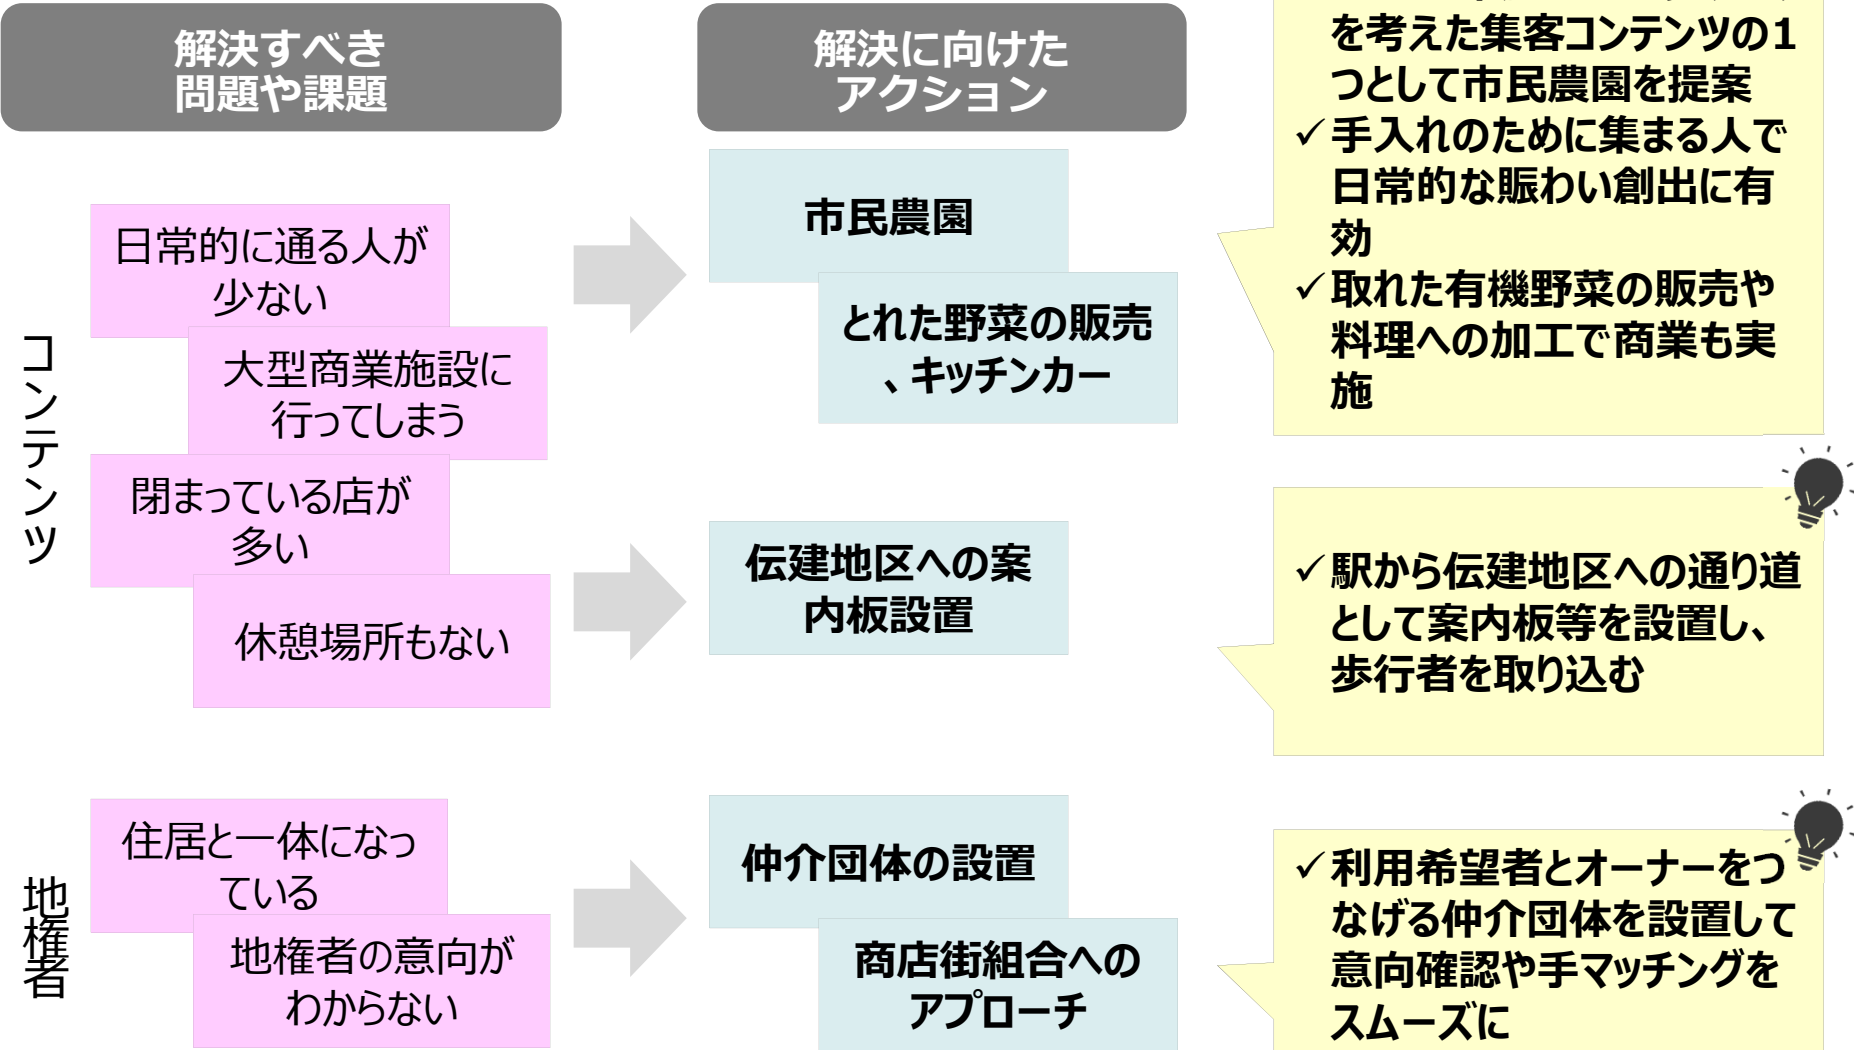 解決すべき
問題や課題
解決に向けた
アクション
コンテンツ
日常的に通る人が
少ない
大型商業施設に
行ってしまう
閉まっている店が
多い
休憩場所もない
市民農園
とれた野菜の販売
、キッチンカー
伝建地区への案
内板設置
を考えた集客コンテンツの1
つとして市民農園を提案
✓手入れのために集まる人で
日常的な賑わい創出に有
効
✓取れた有機野菜の販売や
料理への加工で商業も実
施
✓駅から伝建地区への通り道
として案内板等を設置し、
歩行者を取り込む
地権者
住居と一体になっ
ている
地権者の意向が
わからない
仲介団体の設置
商店街組合への
アプローチ
✓利用希望者とオーナーをつ
なげる仲介団体を設置して
意向確認や手マッチングを
スムーズに